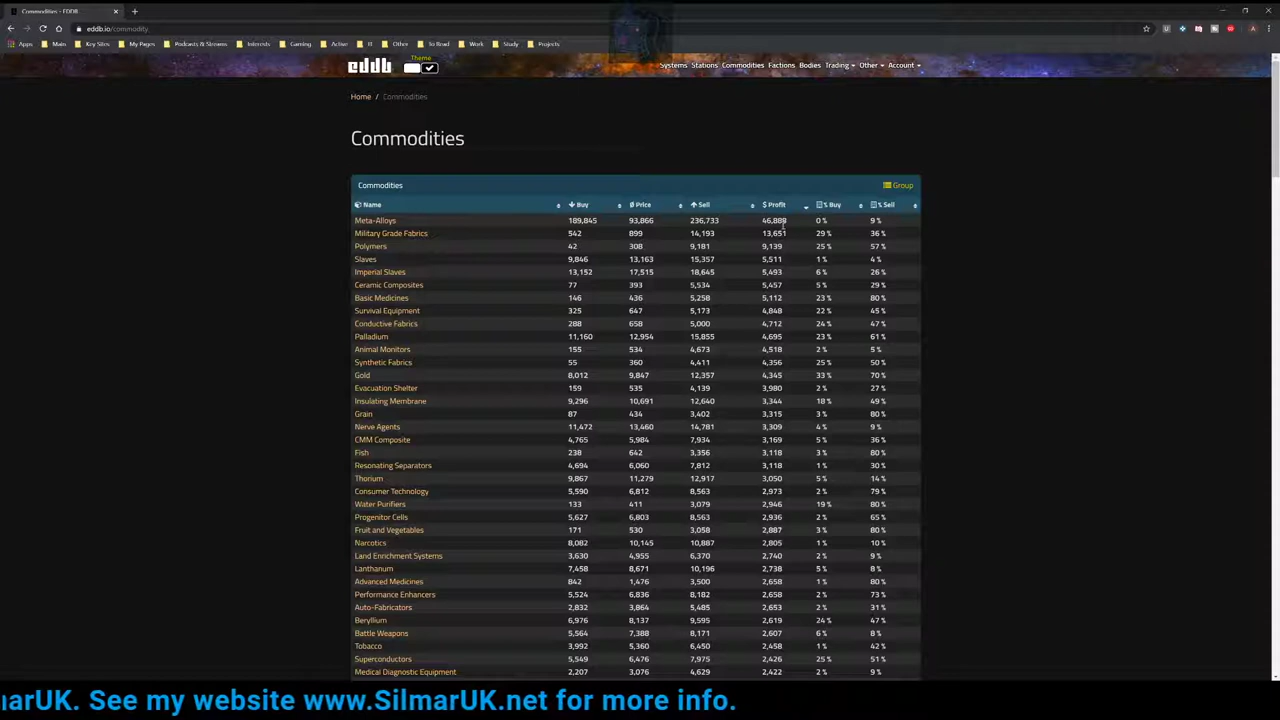 Commodities - EDDB
eddb.io/commodity
Apps Main Key Sites My Pages Podcasts & Streams Interests Gaming Active IT Other To Read Work Study Projects
Theme
eddb Systems Stations Commodities Factions Bodies Trading Other Account
Home / Commodities
Commodities
Commodities Group
Name Buy Ø Price Sell $ Profit % Buy % Sell
Meta-Alloys 189,845 93,866 236,733 46,888 0 % 9 %
Military Grade Fabrics 542 899 14,193 13,651 29 % 36 %
Polymers 42 308 9,181 9,139 25 % 57 %
Slaves 9,846 13,163 15,357 5,511 1 % 4 %
Imperial Slaves 13,152 17,515 18,645 5,493 6 % 26 %
Ceramic Composites 77 393 5,534 5,457 5 % 29 %
Basic Medicines 146 436 5,258 5,112 23 % 80 %
Survival Equipment 325 647 5,173 4,848 22 % 45 %
Conductive Fabrics 288 658 5,000 4,712 24 % 47 %
Palladium 11,160 12,954 15,855 4,695 23 % 61 %
Animal Monitors 155 534 4,673 4,518 2 % 5 %
Synthetic Fabrics 55 360 4,411 4,356 25 % 50 %
Gold 8,012 9,847 12,357 4,345 33 % 70 %
Evacuation Shelter 159 535 4,139 3,980 2 % 27 %
Insulating Membrane 9,296 10,691 12,640 3,344 18 % 49 %
Grain 87 434 3,402 3,315 3 % 80 %
Nerve Agents 11,472 13,460 14,781 3,309 4 % 9 %
CMM Composite 4,765 5,984 7,934 3,169 5 % 36 %
Fish 238 642 3,356 3,118 3 % 80 %
Resonating Separators 4,694 6,060 7,812 3,118 1 % 30 %
Thorium 9,867 11,279 12,917 3,050 5 % 14 %
Consumer Technology 5,590 6,812 8,563 2,973 2 % 79 %
Water Purifiers 133 411 3,079 2,946 19 % 80 %
Progenitor Cells 5,627 6,803 8,563 2,936 2 % 65 %
Fruit and Vegetables 171 530 3,058 2,887 3 % 80 %
Narcotics 8,082 10,145 10,887 2,805 1 % 10 %
Land Enrichment Systems 3,630 4,955 6,370 2,740 2 % 9 %
Lanthanum 7,458 8,671 10,196 2,738 5 % 8 %
Advanced Medicines 842 1,476 3,500 2,658 1 % 80 %
Performance Enhancers 5,524 6,836 8,182 2,658 2 % 73 %
Auto-Fabricators 2,832 3,864 5,485 2,653 2 % 31 %
Beryllium 6,976 8,137 9,595 2,619 24 % 47 %
Battle Weapons 5,564 7,388 8,171 2,607 6 % 8 %
Tobacco 3,992 5,360 6,450 2,458 1 % 42 %
Superconductors 5,549 6,476 7,975 2,426 25 % 51 %
Medical Diagnostic Equipment 2,207 3,076 4,629 2,422 2 % 9 %
marUK. See my website www.SilmarUK.net for more info.